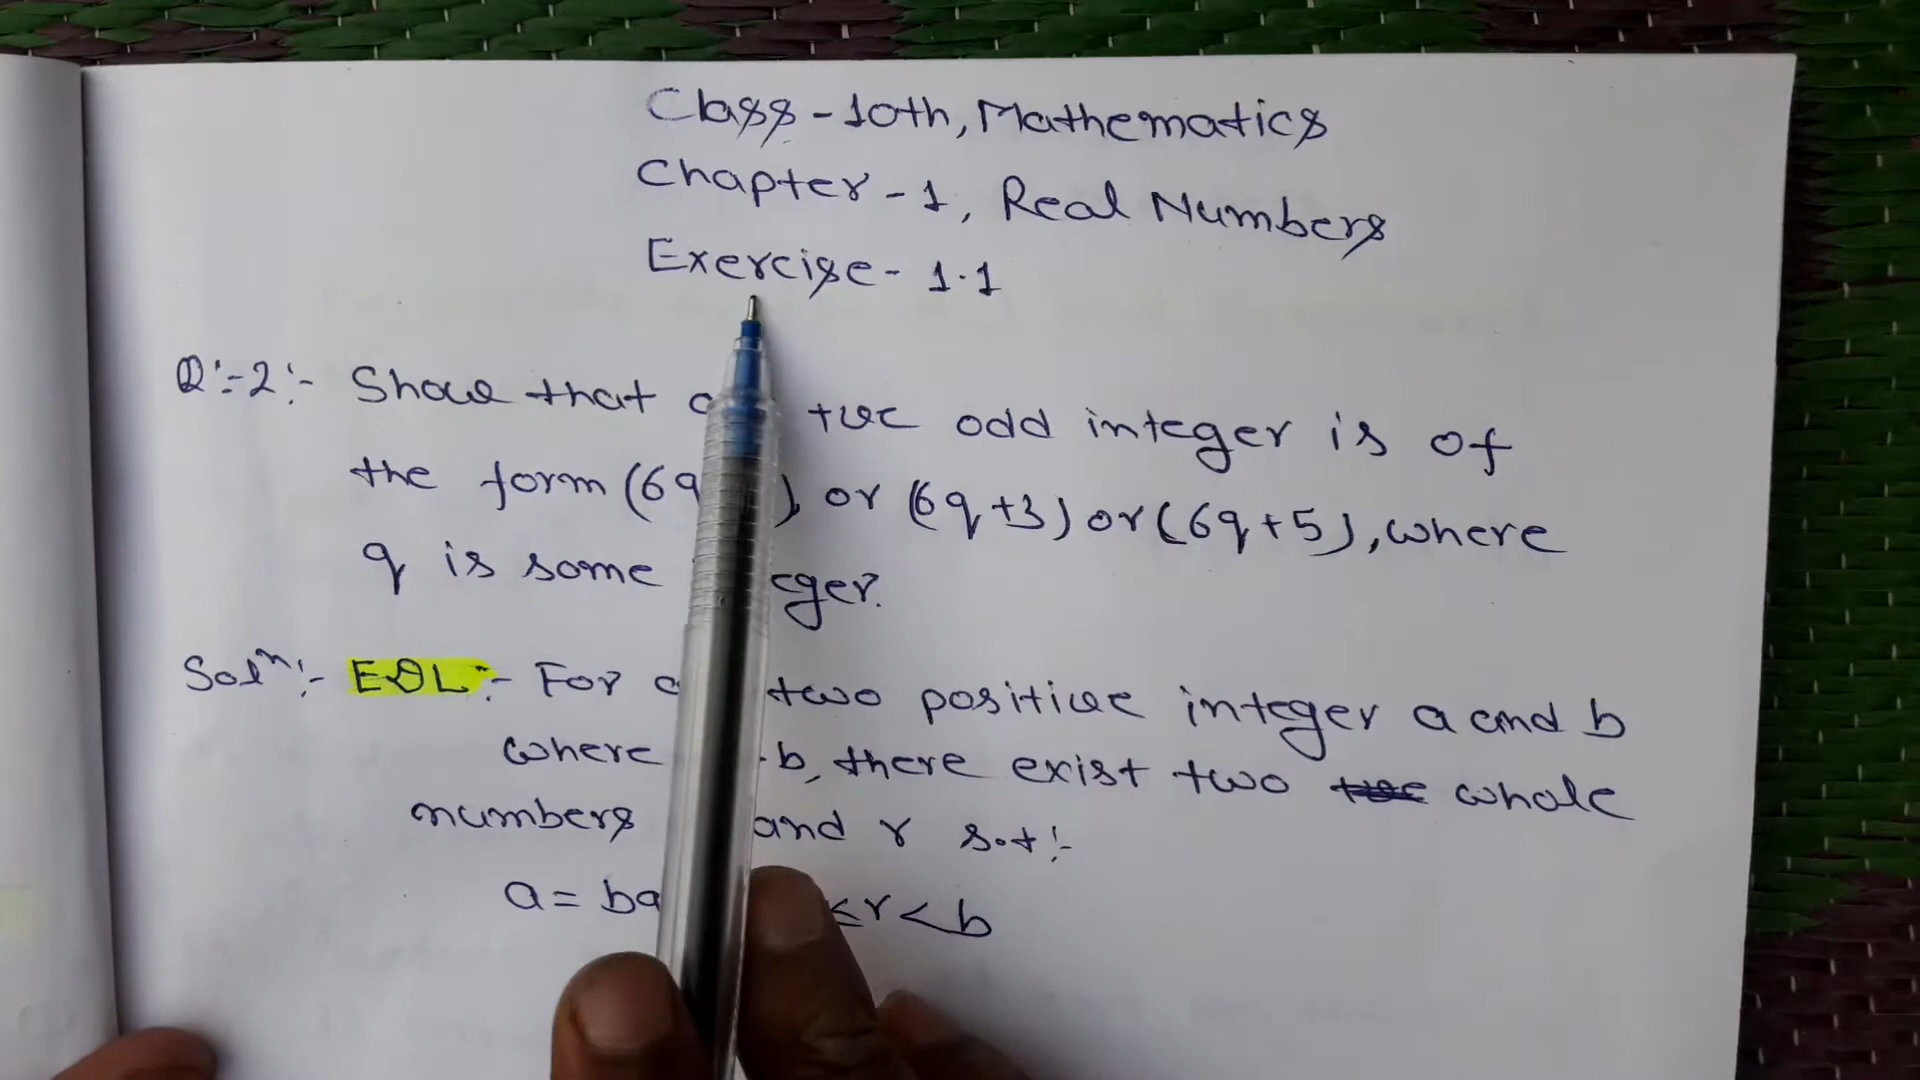 Class-10th, Mathematics
Chapter-1, Real Numbers
Exercise-1.1
Q:-2:- Show that +ve odd integer is of
the form (6q ), or (6q+3) or (6q+5), where
q is some
Solⁿ:- EDL:- For two positive integer a and b
where b, there exist two whole
numbers and r s.t:-
a = bq ≤r<b